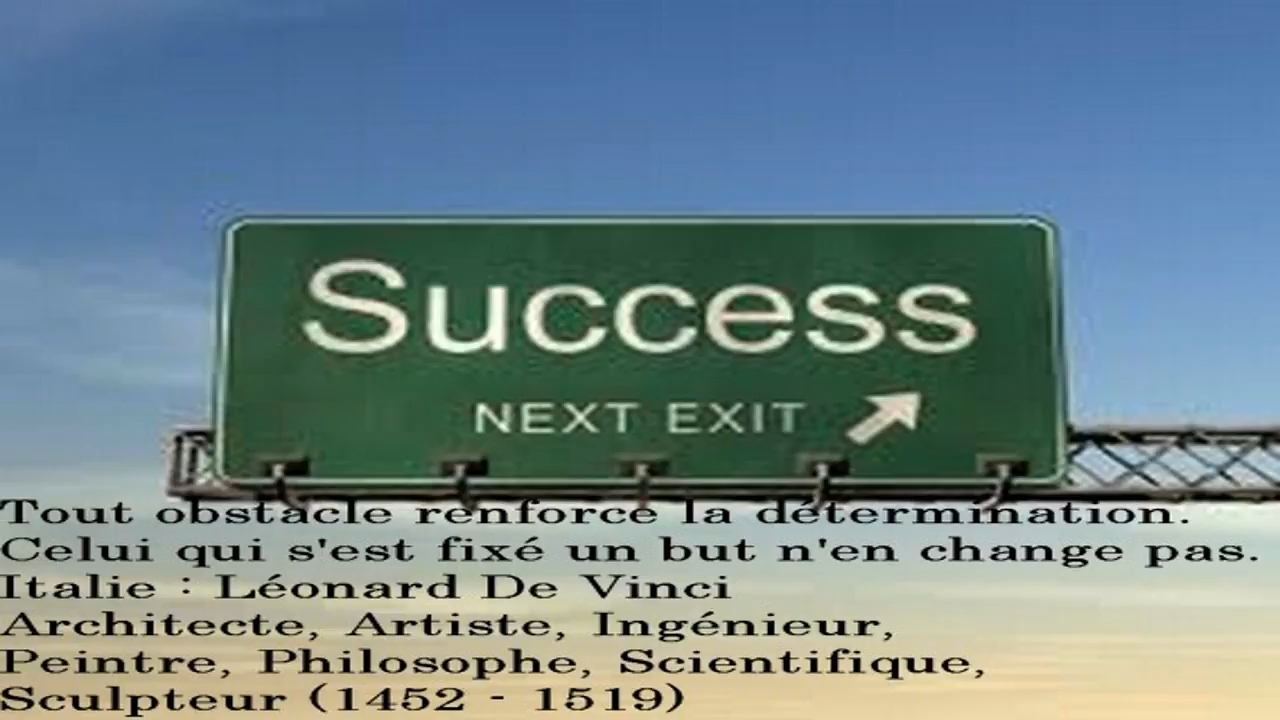 Success
NEXT EXIT
Tout obstacle renforce la détermination.
Celui qui s'est fixé un but n'en change pas.
Italie : Léonard De Vinci
Architecte, Artiste, Ingénieur,
Peintre, Philosophe, Scientifique,
Sculpteur (1452 - 1519)